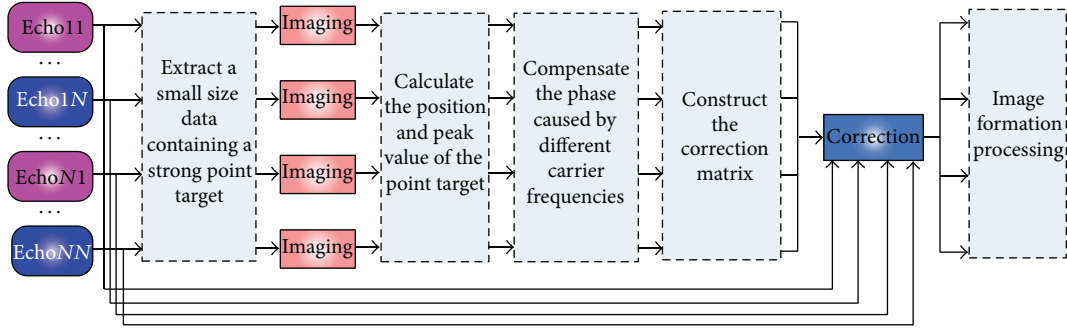 Echo11
...
Echo1N
...
EchoN1
...
EchoNN
Extract a
small size
data
containing a
strong point
target
Imaging
Imaging
Imaging
Imaging
Calculate
the position
and peak
value of the
point target
Compensate
the phase
caused by
different
carrier
frequencies
Construct
the
correction
matrix
Correction
Image
formation
processing